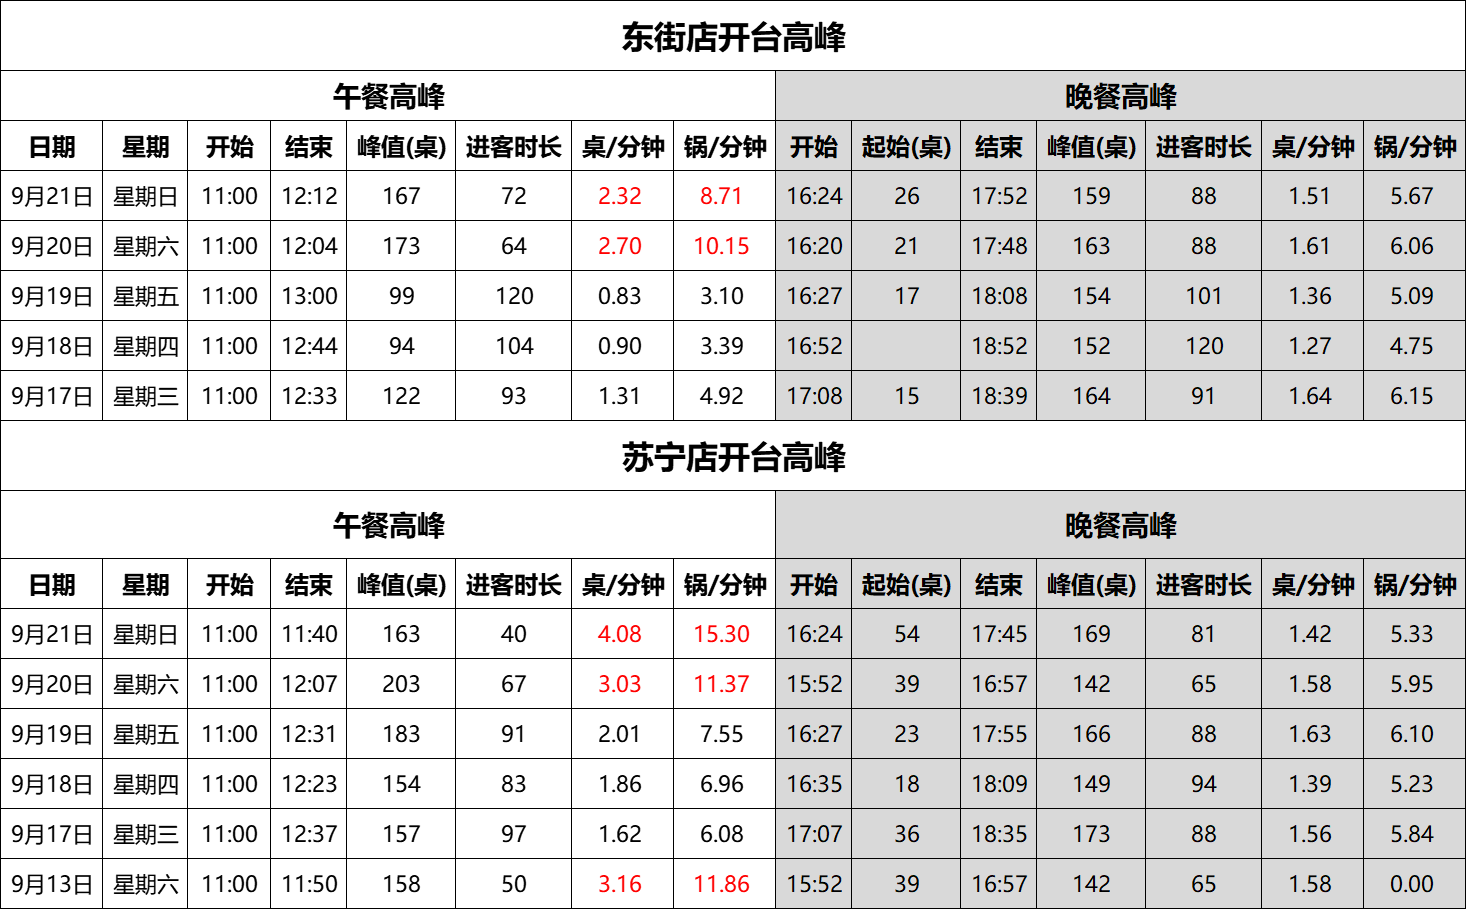 东街店开台高峰
午餐高峰 晚餐高峰
日期 星期 开始 结束 峰值(桌) 进客时长 桌/分钟 锅/分钟 开始 起始(桌) 结束 峰值(桌) 进客时长 桌/分钟 锅/分钟
9月21日 星期日 11:00 12:12 167 72 2.32 8.71 16:24 26 17:52 159 88 1.51 5.67
9月20日 星期六 11:00 12:04 173 64 2.70 10.15 16:20 21 17:48 163 88 1.61 6.06
9月19日 星期五 11:00 13:00 99 120 0.83 3.10 16:27 17 18:08 154 101 1.36 5.09
9月18日 星期四 11:00 12:44 94 104 0.90 3.39 16:52 18:52 152 120 1.27 4.75
9月17日 星期三 11:00 12:33 122 93 1.31 4.92 17:08 15 18:39 164 91 1.64 6.15
苏宁店开台高峰
午餐高峰 晚餐高峰
日期 星期 开始 结束 峰值(桌) 进客时长 桌/分钟 锅/分钟 开始 起始(桌) 结束 峰值(桌) 进客时长 桌/分钟 锅/分钟
9月21日 星期日 11:00 11:40 163 40 4.08 15.30 16:24 54 17:45 169 81 1.42 5.33
9月20日 星期六 11:00 12:07 203 67 3.03 11.37 15:52 39 16:57 142 65 1.58 5.95
9月19日 星期五 11:00 12:31 183 91 2.01 7.55 16:27 23 17:55 166 88 1.63 6.10
9月18日 星期四 11:00 12:23 154 83 1.86 6.96 16:35 18 18:09 149 94 1.39 5.23
9月17日 星期三 11:00 12:37 157 97 1.62 6.08 17:07 36 18:35 173 88 1.56 5.84
9月13日 星期六 11:00 11:50 158 50 3.16 11.86 15:52 39 16:57 142 65 1.58 0.00